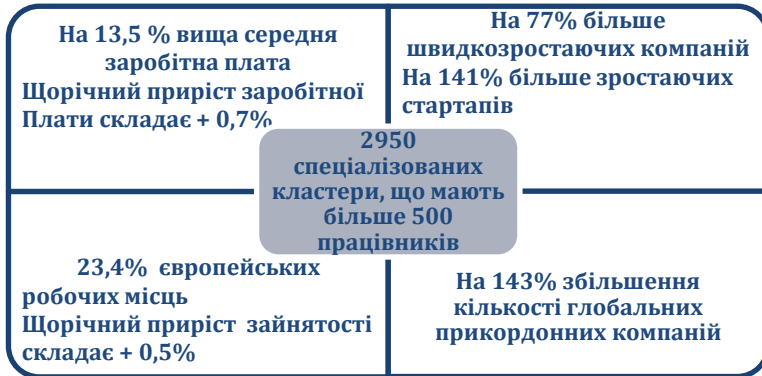 На 13,5 % вища середня
заробітна плата
Щорічний приріст заробітної
Плати складає + 0,7%
На 77% більше
швидкозростаючих компаній
На 141% більше зростаючих
стартапів
2950
спеціалізованих
кластери, що мають
більше 500
працівників
23,4% європейських
робочих місць
Щорічний приріст зайнятості
складає + 0,5%
На 143% збільшення
кількості глобальних
прикордонних компаній